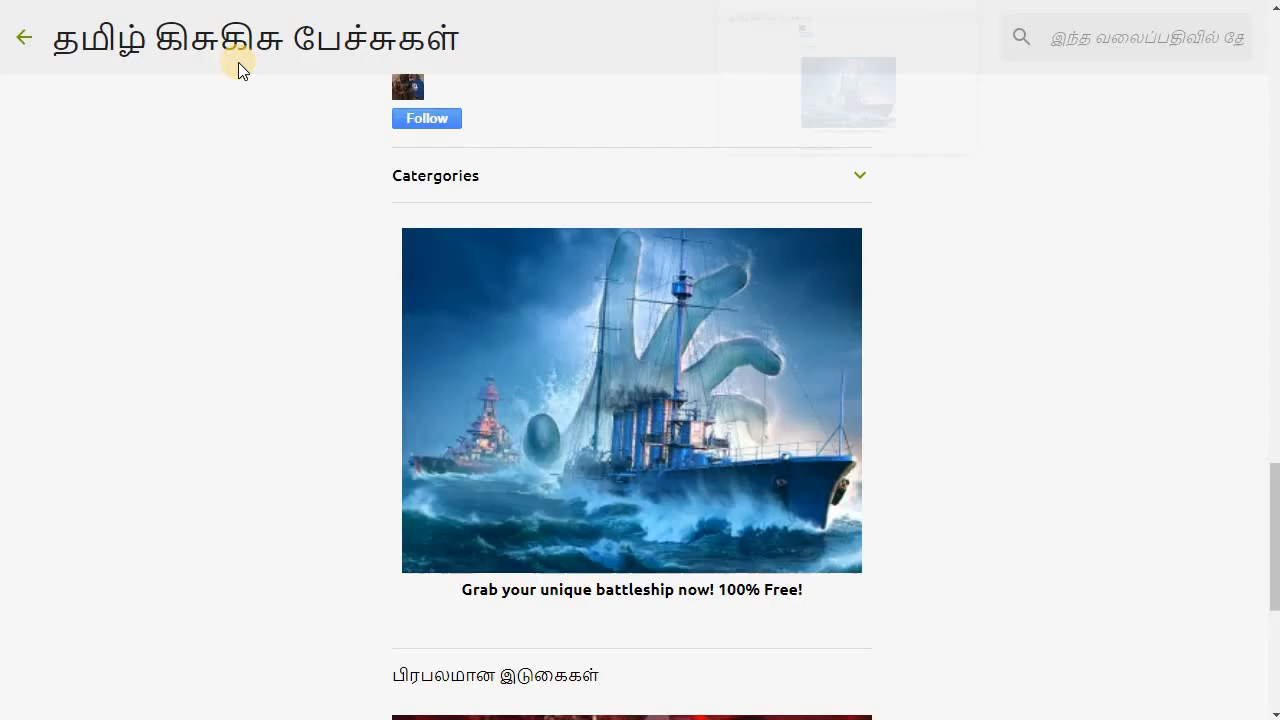 தமிழ் கிசுகிசு பேச்சுகள்
இந்த வலைப்பதிவில் தே
Follow
Catergories
Grab your unique battleship now! 100% Free!
பிரபலமான இடுகைகள்